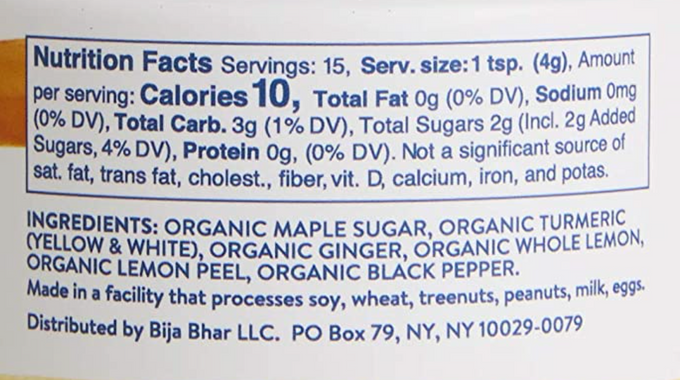 Nutrition Facts Servings: 15, Serv. size:1 tsp. (4g), Amount
per serving: Calories 10, Total Fat 0g (0% DV), Sodium 0mg
(0% DV), Total Carb. 3g (1% DV), Total Sugars 2g (Incl. 2g Added
Sugars, 4% DV), Protein 0g, (0% DV). Not a significant source of
sat. fat, trans fat, cholest., fiber, vit. D, calcium, iron, and potas.
INGREDIENTS: ORGANIC MAPLE SUGAR, ORGANIC TURMERIC
(YELLOW & WHITE), ORGANIC GINGER, ORGANIC WHOLE LEMON,
ORGANIC LEMON PEEL, ORGANIC BLACK PEPPER.
Made in a facility that processes soy, wheat, treenuts, peanuts, milk, eggs.
Distributed by Bija Bhar LLC. PO Box 79, NY, NY 10029-0079